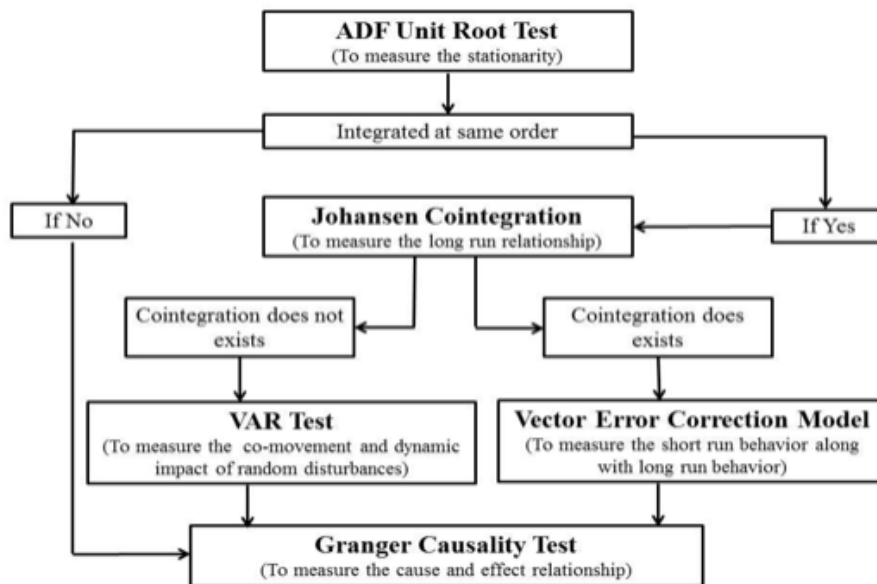 ADF Unit Root Test
(To measure the stationarity)
Integrated at same order
If No
Johansen Cointegration
(To measure the long run relationship)
If Yes
Cointegration does not
exists
Cointegration does
exists
VAR Test
(To measure the co-movement and dynamic
impact of random disturbances)
Vector Error Correction Model
(To measure the short run behavior along
with long run behavior)
Granger Causality Test
(To measure the cause and effect relationship)